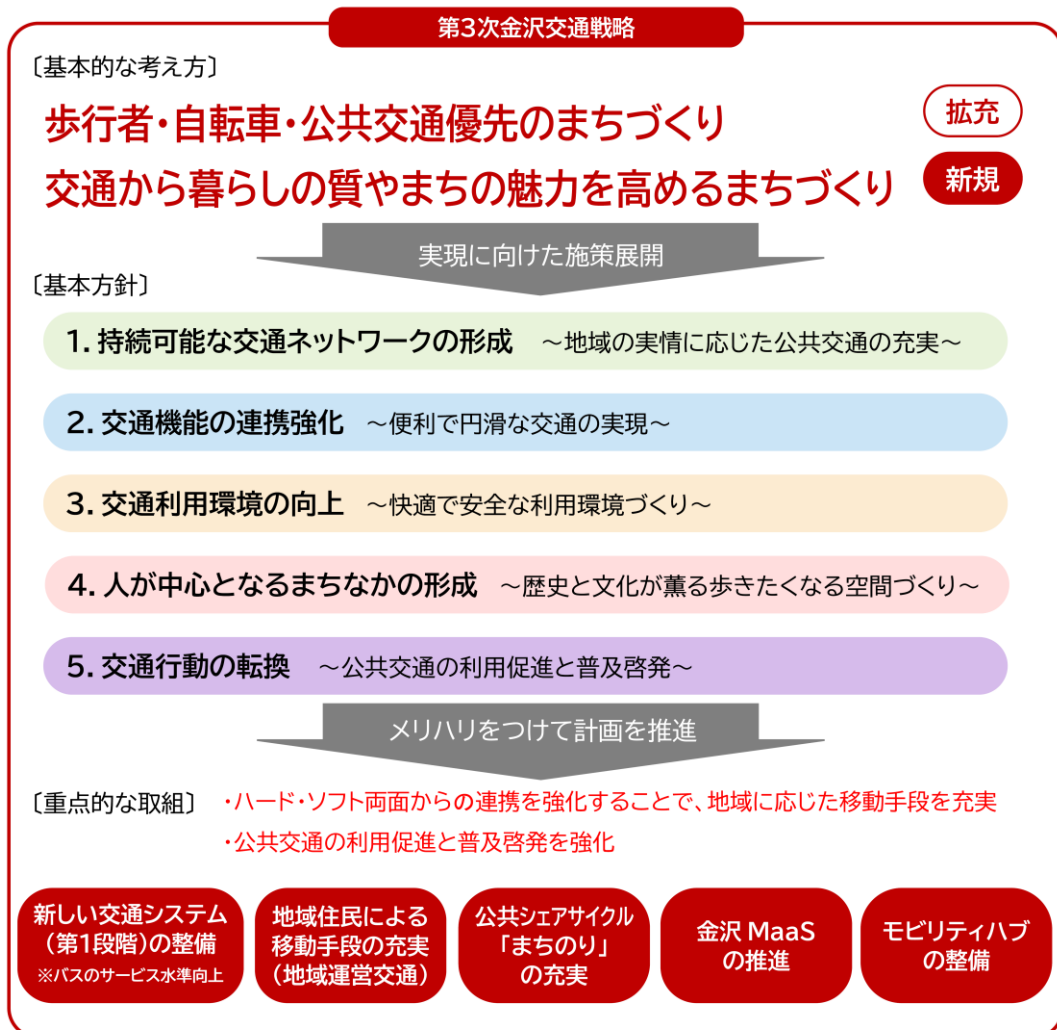 第3次金沢交通戦略
〔基本的な考え方〕
歩行者・自転車・公共交通優先のまちづくり
拡充
交通から暮らしの質やまちの魅力を高めるまちづくり
新規
実現に向けた施策展開
〔基本方針〕
1. 持続可能な交通ネットワークの形成 ～地域の実情に応じた公共交通の充実～
2. 交通機能の連携強化 ～便利で円滑な交通の実現～
3. 交通利用環境の向上 ～快適で安全な利用環境づくり～
4. 人が中心となるまちなかの形成 ～歴史と文化が薫る歩きたくなる空間づくり～
5. 交通行動の転換 ～公共交通の利用促進と普及啓発～
メリハリをつけて計画を推進
〔重点的な取組〕 ・ハード・ソフト両面からの連携を強化することで、地域に応じた移動手段を充実
・公共交通の利用促進と普及啓発を強化
新しい交通システム
（第1段階）の整備
※バスのサービス水準向上
地域住民による
移動手段の充実
（地域運営交通）
公共シェアサイクル
「まちのり」
の充実
金沢 MaaS
の推進
モビリティハブ
の整備